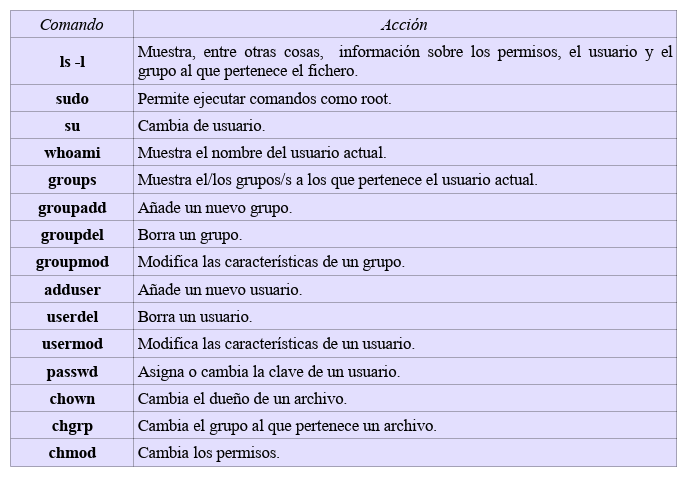 Comando Acción
ls -l Muestra, entre otras cosas, información sobre los permisos, el usuario y el
grupo al que pertenece el fichero.
sudo Permite ejecutar comandos como root.
su Cambia de usuario.
whoami Muestra el nombre del usuario actual.
groups Muestra el/los grupos/s a los que pertenece el usuario actual.
groupadd Añade un nuevo grupo.
groupdel Borra un grupo.
groupmod Modifica las características de un grupo.
adduser Añade un nuevo usuario.
userdel Borra un usuario.
usermod Modifica las características de un usuario.
passwd Asigna o cambia la clave de un usuario.
chown Cambia el dueño de un archivo.
chgrp Cambia el grupo al que pertenece un archivo.
chmod Cambia los permisos.